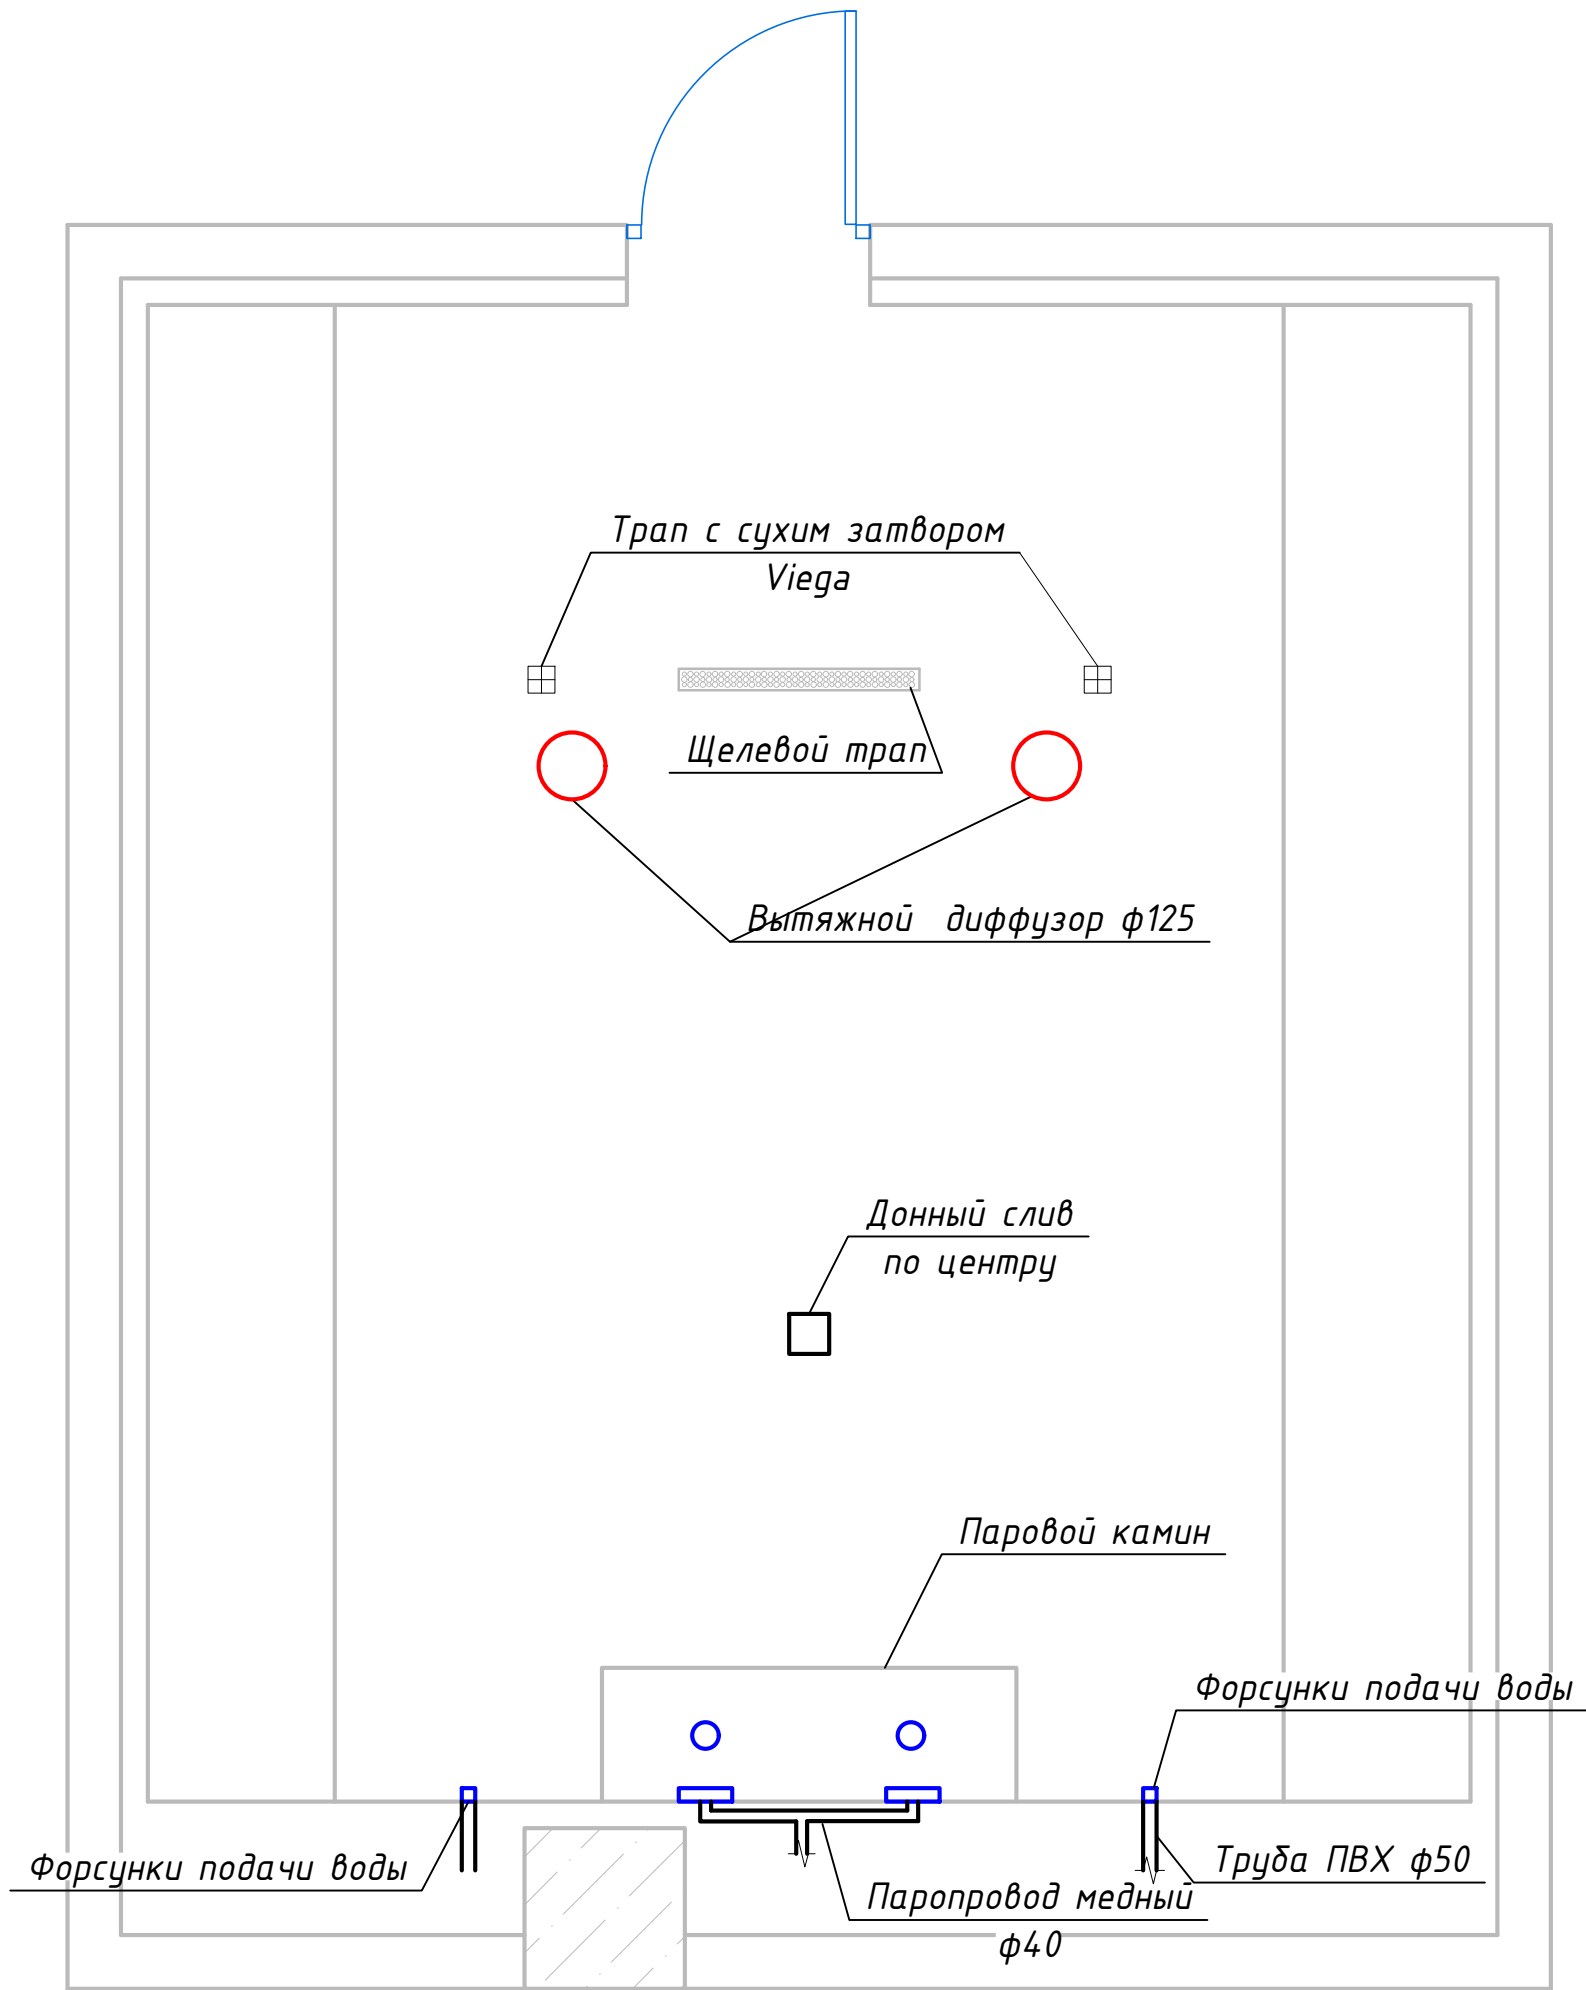 Трап с сухим затвором
Viega
Щелевой трап
Вытяжной диффузор ф125
Донный слив
по центру
Паровой камин
Форсунки подачи воды
Форсунки подачи воды
Труба ПВХ ф50
Паропровод медный
ф40